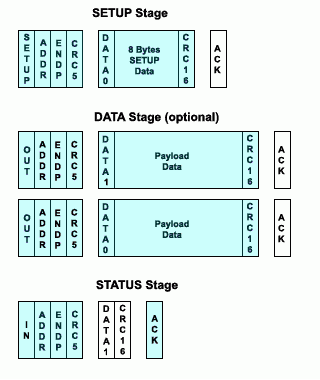 SETUP Stage
SETUP ADDR ENDP CRC5 DATA0 8 Bytes SETUP Data CRC16 ACK
DATA Stage (optional)
OUT ADDR ENDP CRC5 DATA1 Payload Data CRC16 ACK
OUT ADDR ENDP CRC5 DATA0 Payload Data CRC16 ACK
STATUS Stage
IN ADDR ENDP CRC5 DATA1 CRC16 ACK